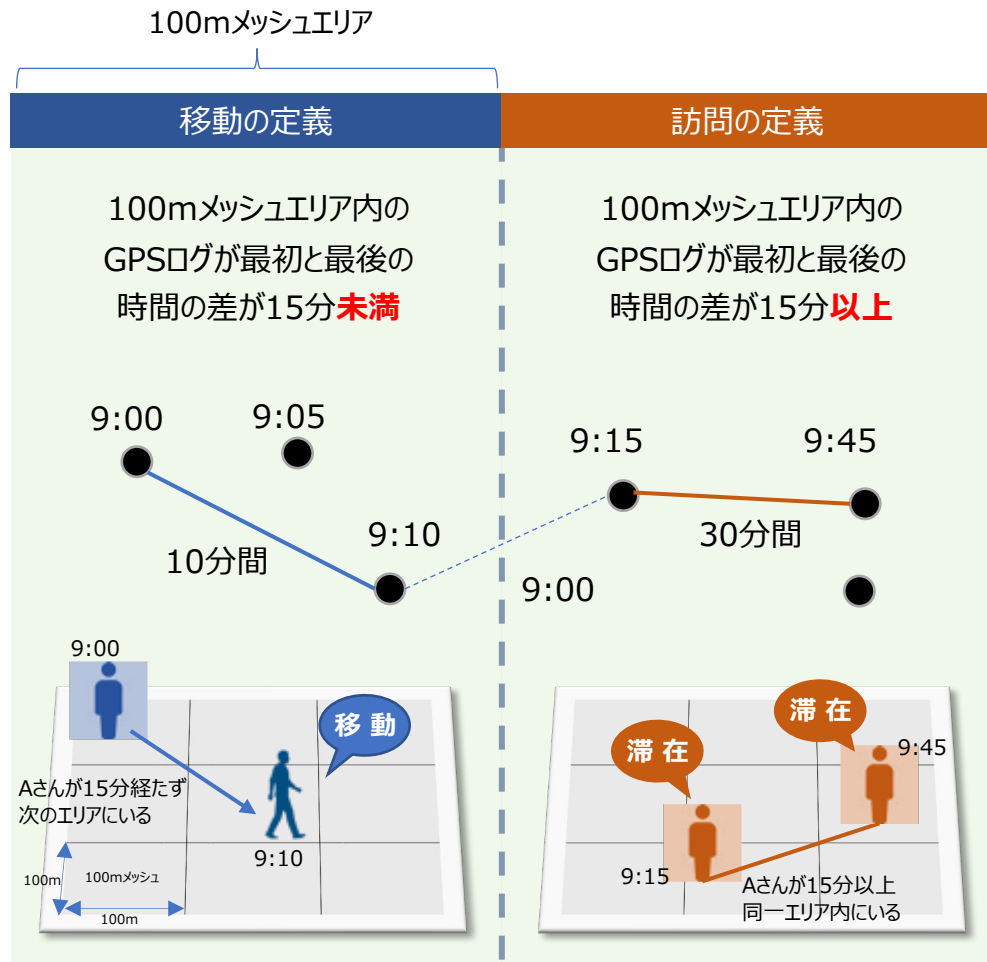 100mメッシュエリア
移動の定義
訪問の定義
100mメッシュエリア内の
GPSログが最初と最後の
時間の差が15分未満
100mメッシュエリア内の
GPSログが最初と最後の
時間の差が15分以上
9:00
9:05
9:10
10分間
9:15
9:45
30分間
9:00
9:00
移 動
Aさんが15分経たず
次のエリアにいる
9:10
100m
100mメッシュ
100m
滞 在
滞 在
9:45
9:15
Aさんが15分以上
同一エリア内にいる